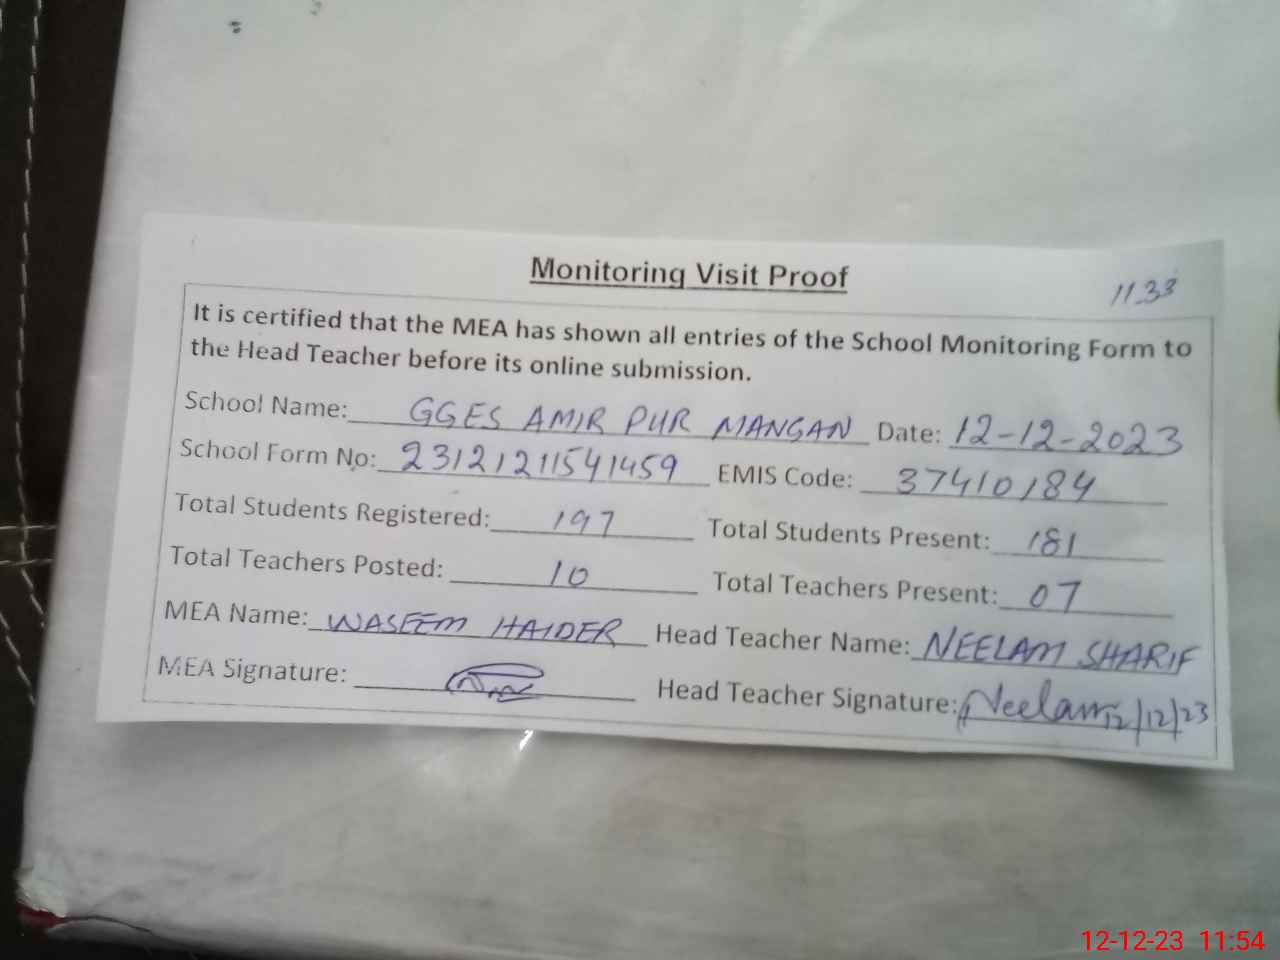 Monitoring Visit Proof
11.33
It is certified that the MEA has shown all entries of the School Monitoring Form to
the Head Teacher before its online submission.
School Name: GGES AMIR PUR MANGAN Date: 12-12-2023
School Form No: 23121211541459 EMIS Code: 37410184
Total Students Registered: 197 Total Students Present: 181
Total Teachers Posted: 10 Total Teachers Present: 07
MEA Name: WASEEM HAIDER Head Teacher Name: NEELAM SHARIF
MEA Signature: Head Teacher Signature: Neelam 12/12/23
12-12-23 11:54